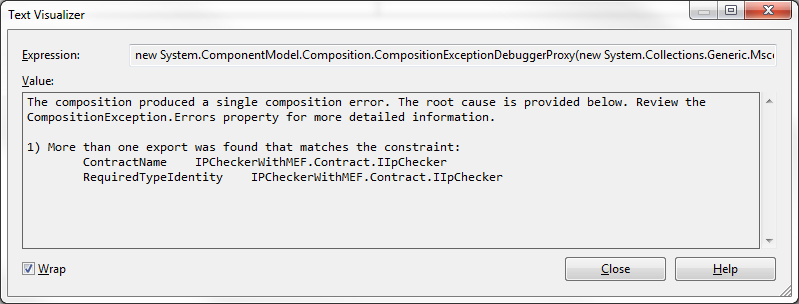 Text Visualizer
Expression:
new System.ComponentModel.Composition.CompositionExceptionDebuggerProxy(new System.Collections.Generic.Mscc
Value:
The composition produced a single composition error. The root cause is provided below. Review the
CompositionException.Errors property for more detailed information.
1) More than one export was found that matches the constraint:
ContractName    IPCheckerWithMEF.Contract.IIpChecker
RequiredTypeIdentity    IPCheckerWithMEF.Contract.IIpChecker
Wrap
Close
Help